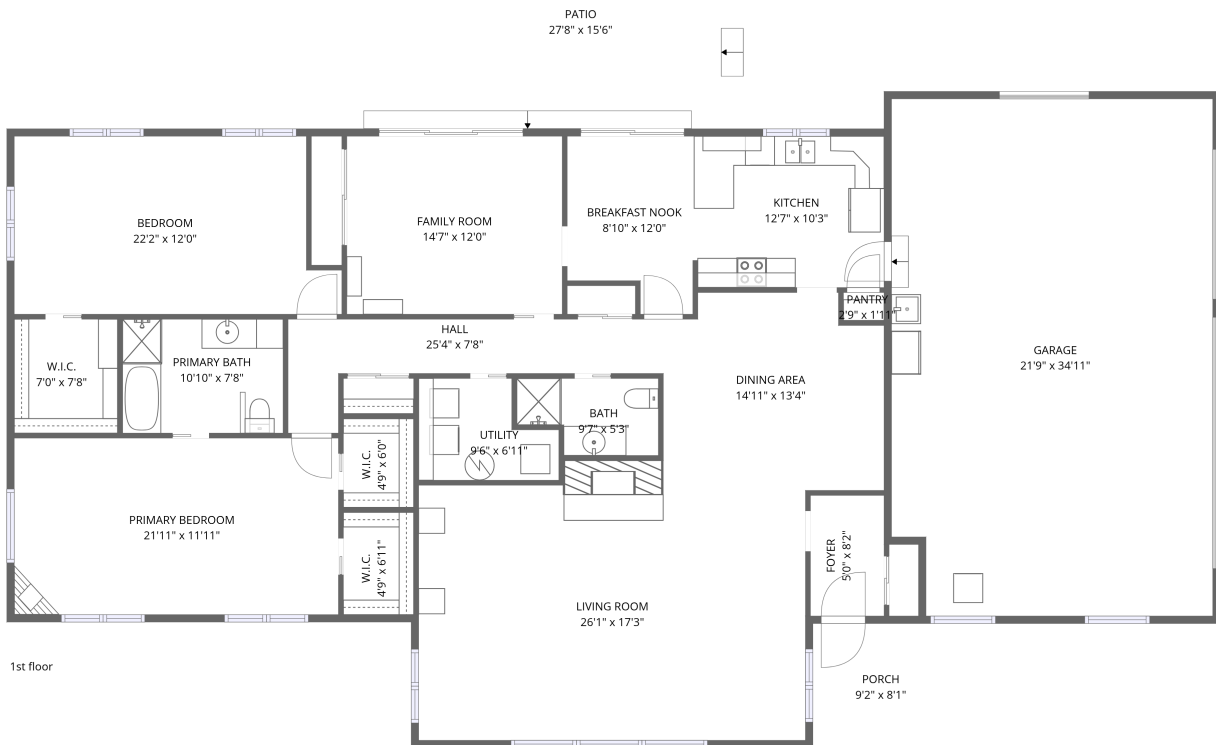 PATIO
27'8" x 15'6"
BEDROOM
22'2" x 12'0"
FAMILY ROOM
14'7" x 12'0"
BREAKFAST NOOK
8'10" x 12'0"
KITCHEN
12'7" x 10'3"
PANTRY
2'9" x 1'11"
HALL
25'4" x 7'8"
W.I.C.
7'0" x 7'8"
PRIMARY BATH
10'10" x 7'8"
GARAGE
21'9" x 34'11"
DINING AREA
14'11" x 13'4"
BATH
9'7" x 5'3"
UTILITY
9'6" x 6'11"
W.I.C.
4'9" x 6'0"
PRIMARY BEDROOM
21'11" x 11'11"
W.I.C.
4'9" x 6'11"
FOYER
5'0" x 8'2"
LIVING ROOM
26'1" x 17'3"
1st floor
PORCH
9'2" x 8'1"